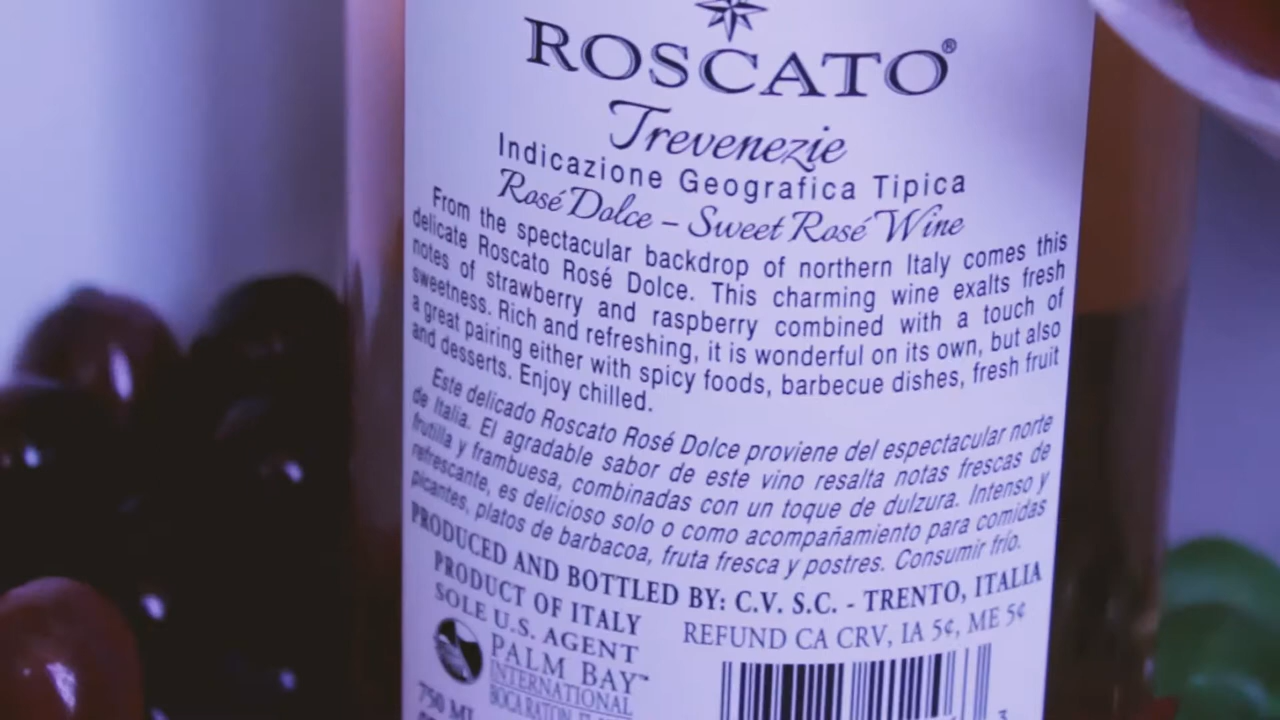 ROSCATO®
Trevenezie
Indicazione Geografica Tipica
Rosé Dolce – Sweet Rosé Wine
From the spectacular backdrop of northern Italy comes this
delicate Roscato Rosé Dolce. This charming wine exalts fresh
notes of strawberry and raspberry combined with a touch of
sweetness. Rich and refreshing, it is wonderful on its own, but also
a great pairing either with spicy foods, barbecue dishes, fresh fruit
and desserts. Enjoy chilled.
Este delicado Roscato Rosé Dolce proviene del espectacular norte
de Italia. El agradable sabor de este vino resalta notas frescas de
frutilla y frambuesa, combinadas con un toque de dulzura. Intenso y
refrescante, es delicioso solo o como acompañamiento para comidas
picantes, platos de barbacoa, fruta fresca y postres. Consumir frío.
PRODUCED AND BOTTLED BY: C.V. S.C. - TRENTO, ITALIA
PRODUCT OF ITALY
SOLE U.S. AGENT
PALM BAY™
INTERNATIONAL
BOCA RATON,
750 ML
REFUND CA CRV, IA 5¢, ME 5¢
3